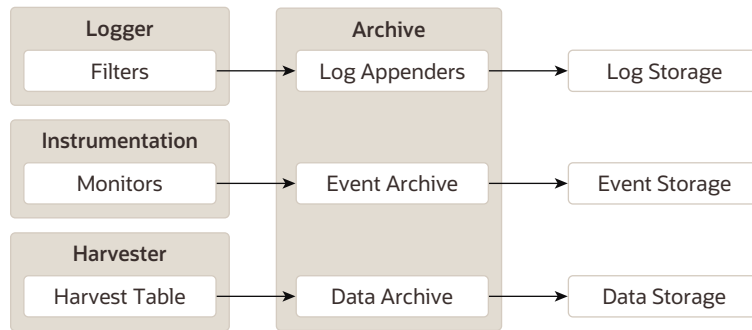 Logger
Archive
Filters
Log Appenders
Log Storage
Instrumentation
Monitors
Event Archive
Event Storage
Harvester
Harvest Table
Data Archive
Data Storage